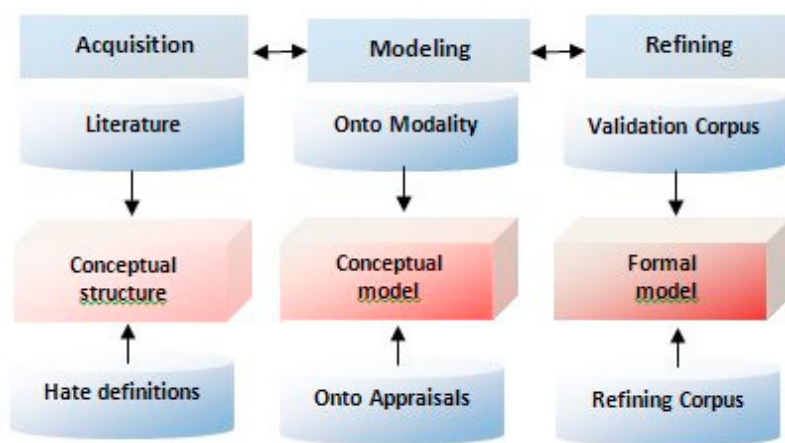 Acquisition
Modeling
Refining
Literature
Onto Modality
Validation Corpus
Conceptual
structure
Conceptual
model
Formal
model
Hate definitions
Onto Appraisals
Refining Corpus